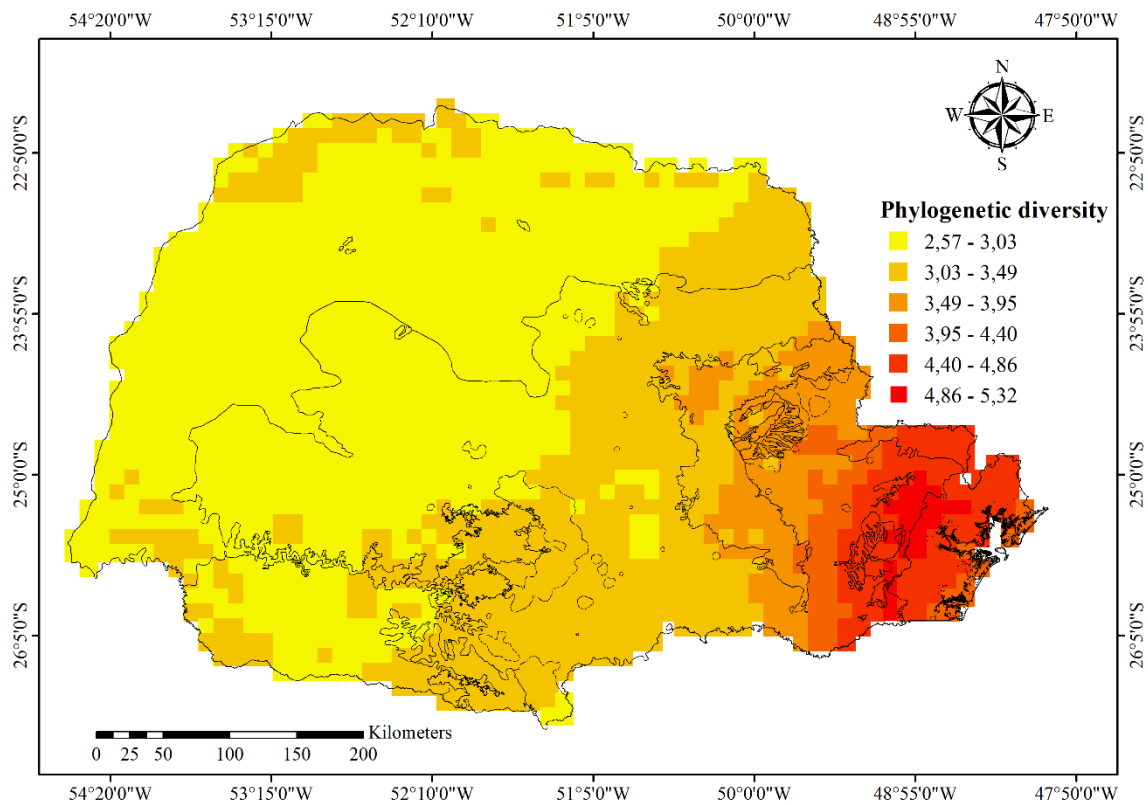 54°20'0"W 53°15'0"W 52°10'0"W 51°5'0"W 50°0'0"W 48°55'0"W 47°50'0"W
N
W E
S
22°50'0"S 22°50'0"S
Phylogenetic diversity
2,57 - 3,03
3,03 - 3,49
3,49 - 3,95
3,95 - 4,40
4,40 - 4,86
4,86 - 5,32
23°55'0"S 23°55'0"S
25°0'0"S 25°0'0"S
26°5'0"S 26°5'0"S
Kilometers
0 25 50 100 150 200
54°20'0"W 53°15'0"W 52°10'0"W 51°5'0"W 50°0'0"W 48°55'0"W 47°50'0"W